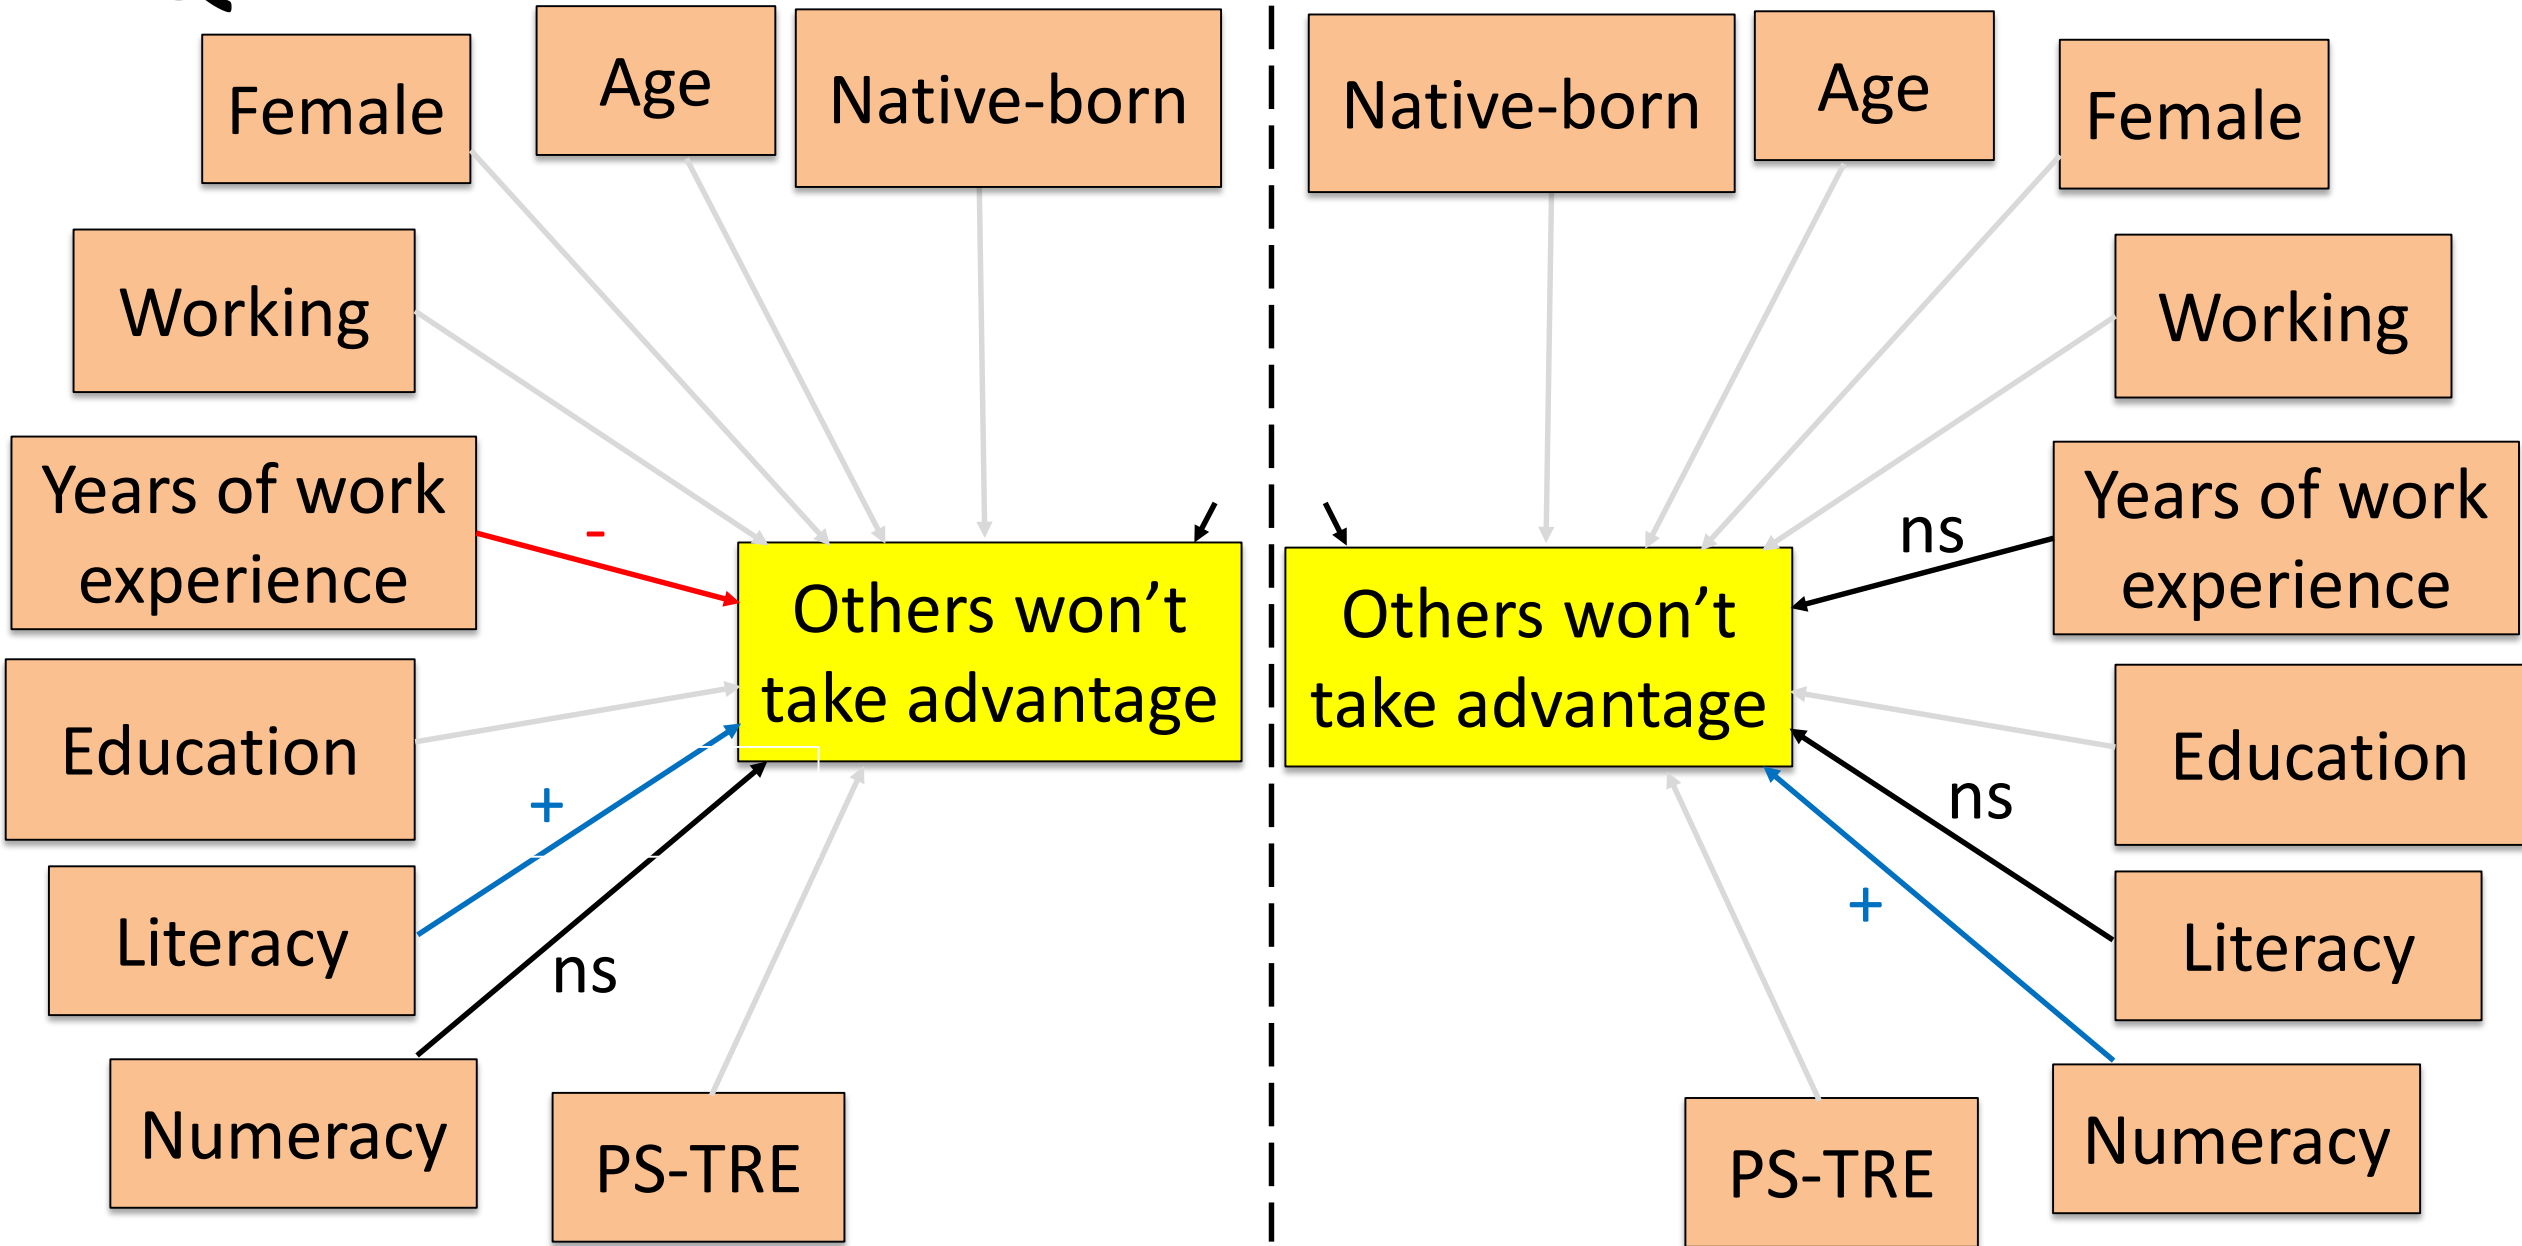 Female
Age
Native-born
Working
Years of work
experience
-
Others won't
take advantage
Education
+
Literacy
ns
Numeracy
PS-TRE
Native-born
Age
Female
Working
Years of work
experience
ns
Others won't
take advantage
Education
ns
Literacy
+
Numeracy
PS-TRE